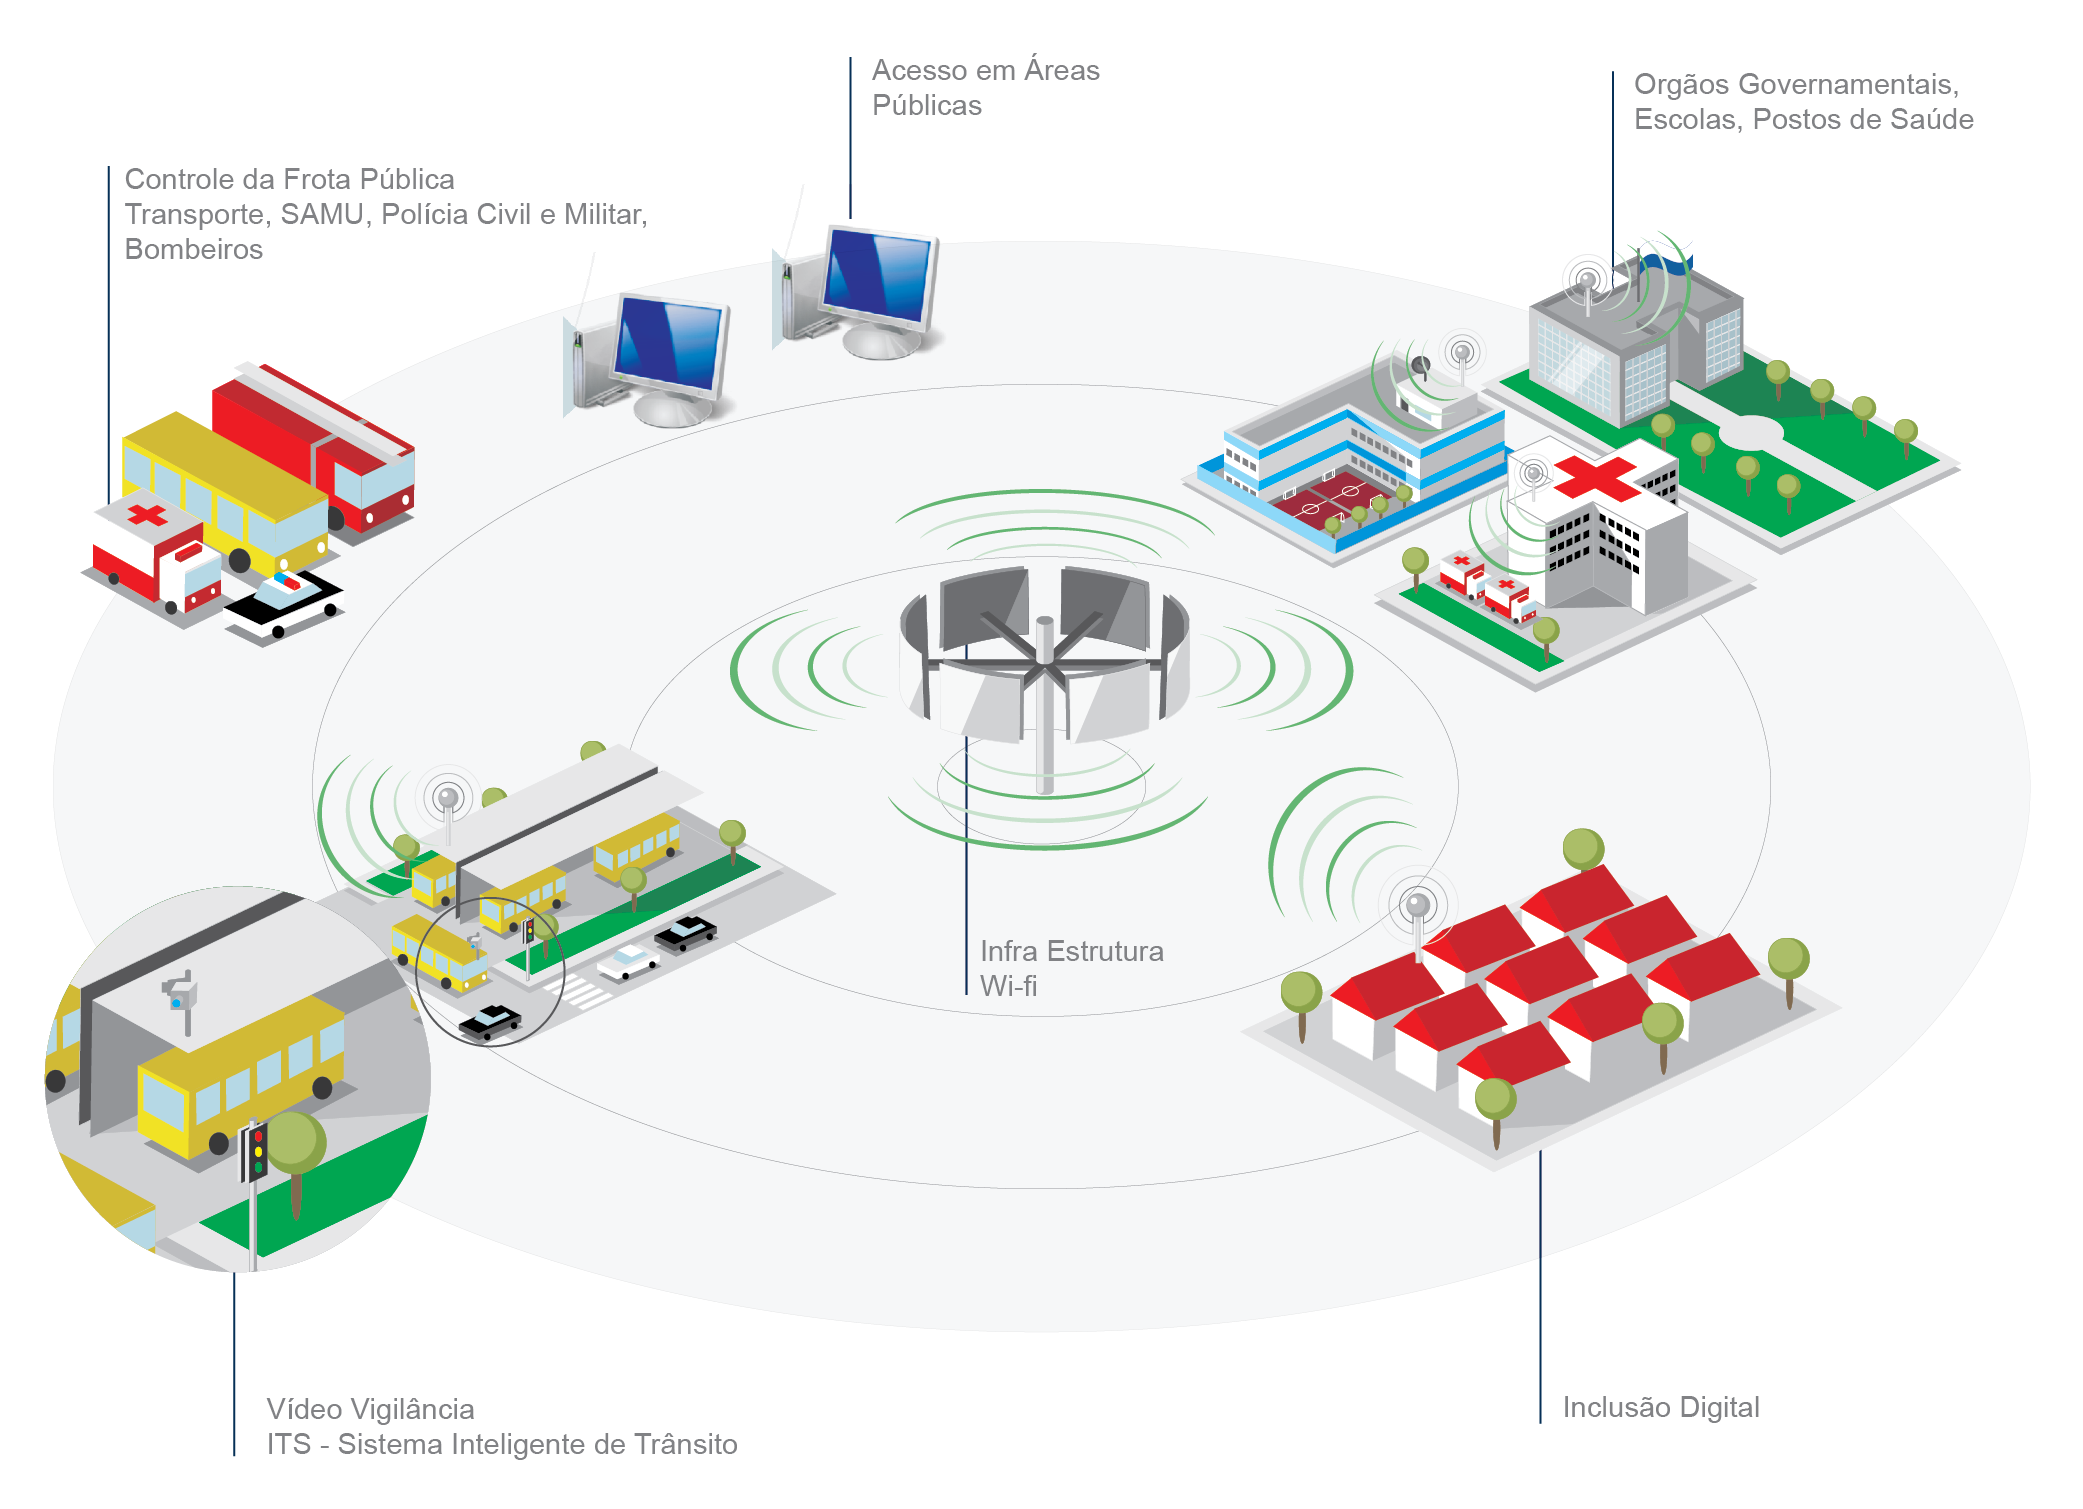 Acesso em Áreas
Públicas
Orgãos Governamentais,
Escolas, Postos de Saúde
Controle da Frota Pública
Transporte, SAMU, Polícia Civil e Militar,
Bombeiros
Infra Estrutura
Wi-fi
Inclusão Digital
Vídeo Vigilância
ITS - Sistema Inteligente de Trânsito